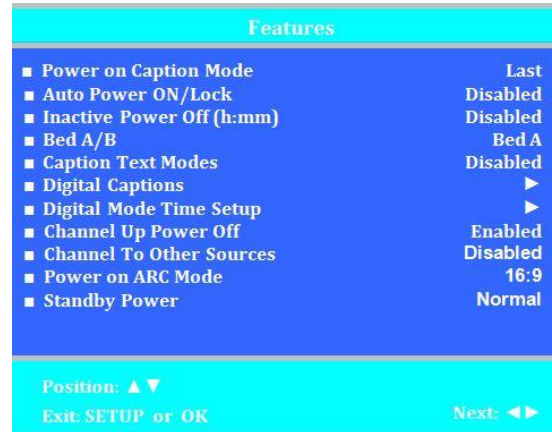 Features
■ Power on Caption Mode Last
■ Auto Power ON/Lock Disabled
■ Inactive Power Off (h:mm) Disabled
■ Bed A/B Bed A
■ Caption Text Modes Disabled
■ Digital Captions ►
■ Digital Mode Time Setup ►
■ Channel Up Power Off Enabled
■ Channel To Other Sources Disabled
■ Power on ARC Mode 16:9
■ Standby Power Normal
Position: ▲▼
Exit: SETUP or OK Next: ◄►